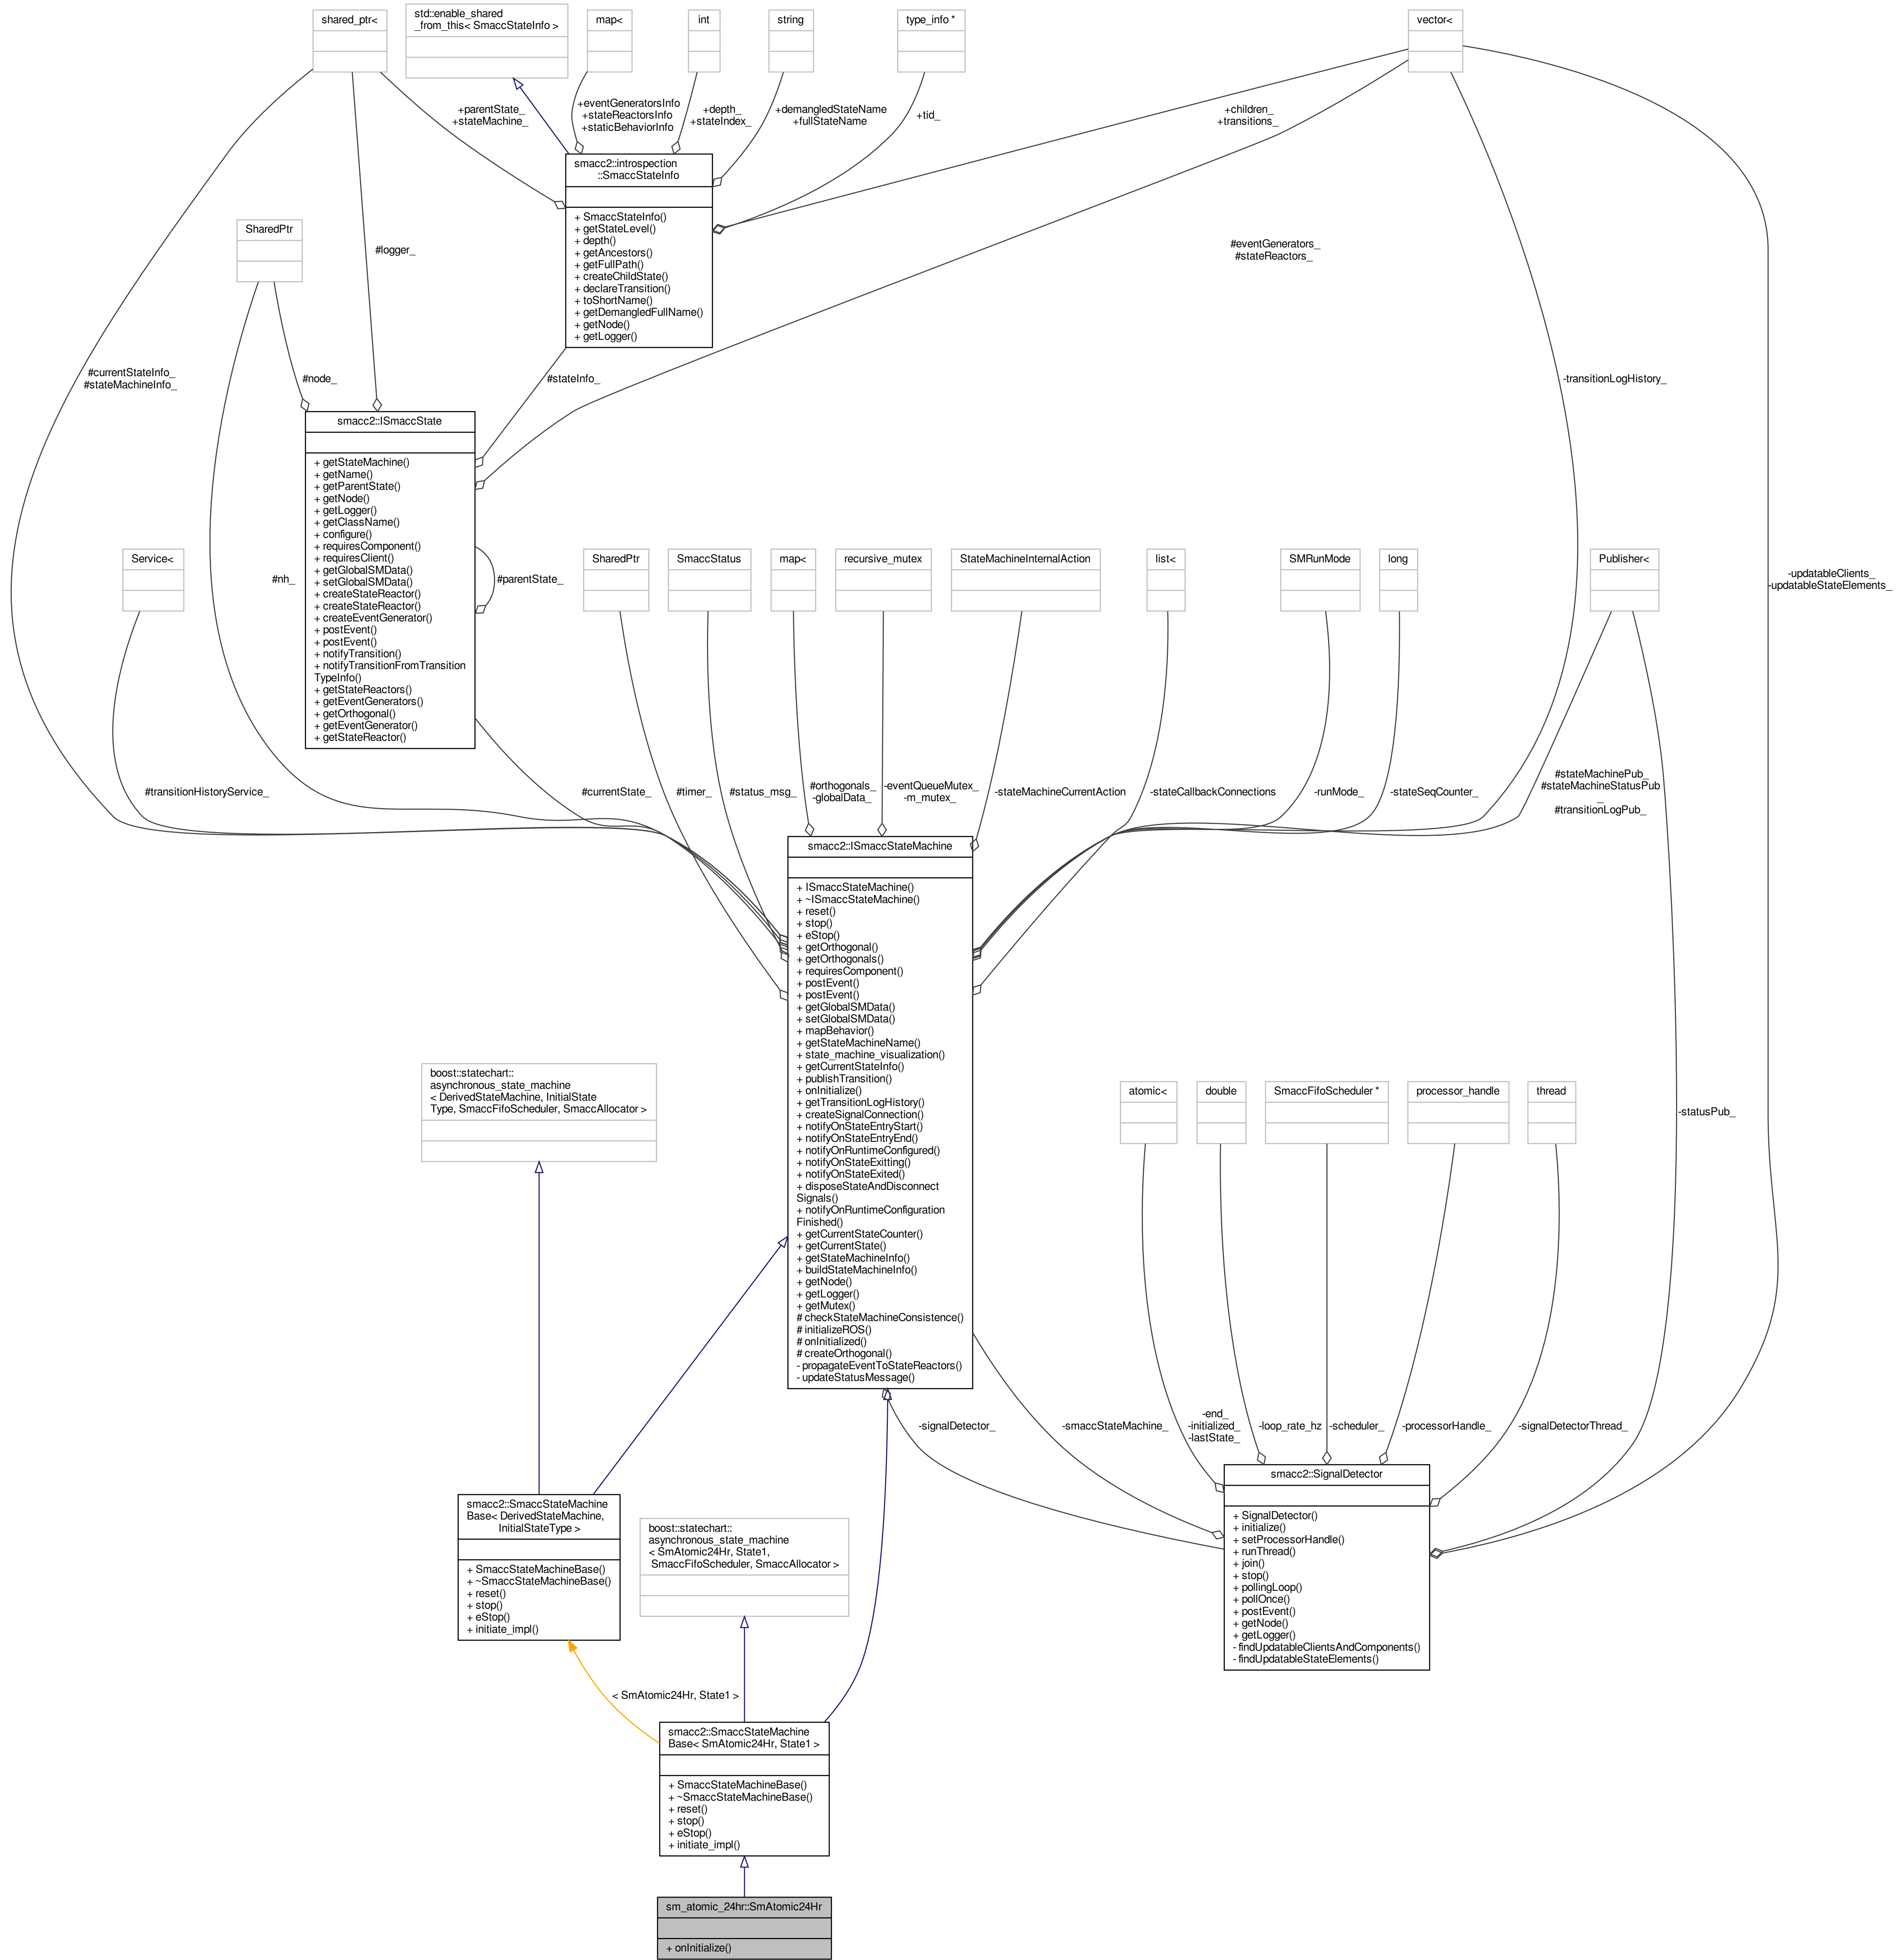 shared_ptr<
std::enable_shared
_from_this< SmaccStateInfo >
map<
int
string
type_info *
vector<
+parentState_
+stateMachine_
+eventGeneratorsInfo
+stateReactorsInfo
+staticBehaviorInfo
+depth_
+stateIndex_
+demangledStateName
+fullStateName
+tid_
+children_
+transitions_
smacc2::introspection
::SmaccStateInfo
+ SmaccStateInfo()
+ getStateLevel()
+ depth()
+ getAncestors()
+ getFullPath()
+ createChildState()
+ declareTransition()
+ toShortName()
+ getDemangledFullName()
+ getNode()
+ getLogger()
SharedPtr
#logger_
#eventGenerators_
#stateReactors_
#currentStateInfo_
#stateMachineInfo_
#node_
#stateInfo_
-transitionLogHistory_
smacc2::ISmaccState
+ getStateMachine()
+ getName()
+ getParentState()
+ getNode()
+ getLogger()
+ getClassName()
+ configure()
+ requiresComponent()
+ requiresClient()
+ getGlobalSMData()
+ setGlobalSMData()
+ createStateReactor()
+ createStateReactor()
+ createEventGenerator()
+ postEvent()
+ postEvent()
+ notifyTransition()
+ notifyTransitionFromTransition
TypeInfo()
+ getStateReactors()
+ getEventGenerators()
+ getOrthogonal()
+ getEventGenerator()
+ getStateReactor()
Service<
#nh_
#parentState_
SharedPtr
SmaccStatus
map<
recursive_mutex
StateMachineInternalAction
list<
SMRunMode
long
Publisher<
-updatableClients_
-updatableStateElements_
#transitionHistoryService_
#currentState_
#timer_
#status_msg_
#orthogonals_
-globalData_
-eventQueueMutex_
-m_mutex_
-stateMachineCurrentAction
-stateCallbackConnections
-runMode_
-stateSeqCounter_
#stateMachinePub_
#stateMachineStatusPub
_
#transitionLogPub_
smacc2::ISmaccStateMachine
+ ISmaccStateMachine()
+ ~ISmaccStateMachine()
+ reset()
+ stop()
+ eStop()
+ getOrthogonal()
+ getOrthogonals()
+ requiresComponent()
+ postEvent()
+ postEvent()
+ getGlobalSMData()
+ setGlobalSMData()
+ mapBehavior()
+ getStateMachineName()
+ state_machine_visualization()
+ getCurrentStateInfo()
+ publishTransition()
+ onInitialize()
+ getTransitionLogHistory()
+ createSignalConnection()
+ notifyOnStateEntryStart()
+ notifyOnStateEntryEnd()
+ notifyOnRuntimeConfigured()
+ notifyOnStateExitting()
+ notifyOnStateExited()
+ disposeStateAndDisconnect
Signals()
+ notifyOnRuntimeConfiguration
Finished()
+ getCurrentStateCounter()
+ getCurrentState()
+ getStateMachineInfo()
+ buildStateMachineInfo()
+ getNode()
+ getLogger()
+ getMutex()
# checkStateMachineConsistence()
# initializeROS()
# onInitialized()
# createOrthogonal()
- propagateEventToStateReactors()
- updateStatusMessage()
boost::statechart::
asynchronous_state_machine
< DerivedStateMachine, InitialState
Type, SmaccFifoScheduler, SmaccAllocator >
atomic<
double
SmaccFifoScheduler *
processor_handle
thread
-statusPub_
-signalDetector_
-smaccStateMachine_
-end_
-initialized_
-lastState_
-loop_rate_hz
-scheduler_
-processorHandle_
-signalDetectorThread_
smacc2::SignalDetector
+ SignalDetector()
+ initialize()
+ setProcessorHandle()
+ runThread()
+ join()
+ stop()
+ pollingLoop()
+ pollOnce()
+ postEvent()
+ getNode()
+ getLogger()
- findUpdatableClientsAndComponents()
- findUpdatableStateElements()
smacc2::SmaccStateMachine
Base< DerivedStateMachine,
InitialStateType >
+ SmaccStateMachineBase()
+ ~SmaccStateMachineBase()
+ reset()
+ stop()
+ eStop()
+ initiate_impl()
boost::statechart::
asynchronous_state_machine
< SmAtomic24Hr, State1,
SmaccFifoScheduler, SmaccAllocator >
< SmAtomic24Hr, State1 >
smacc2::SmaccStateMachine
Base< SmAtomic24Hr, State1 >
+ SmaccStateMachineBase()
+ ~SmaccStateMachineBase()
+ reset()
+ stop()
+ eStop()
+ initiate_impl()
sm_atomic_24hr::SmAtomic24Hr
+ onInitialize()